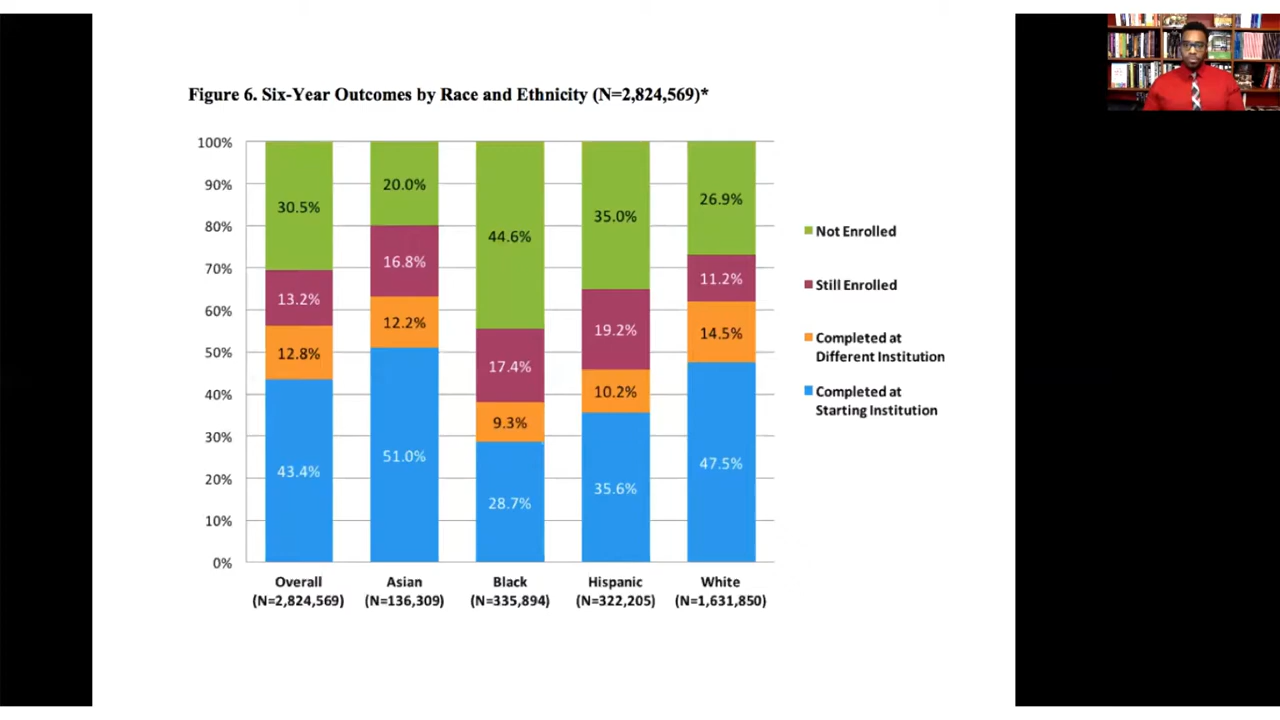 Figure 6. Six-Year Outcomes by Race and Ethnicity (N=2,824,569)*
100%
90%
80%
70%
60%
50%
40%
30%
20%
10%
0%
30.5%
13.2%
12.8%
43.4%
20.0%
16.8%
12.2%
51.0%
44.6%
17.4%
9.3%
28.7%
35.0%
19.2%
10.2%
35.6%
26.9%
11.2%
14.5%
47.5%
Not Enrolled
Still Enrolled
Completed at
Different Institution
Completed at
Starting Institution
Overall
(N=2,824,569)
Asian
(N=136,309)
Black
(N=335,894)
Hispanic
(N=322,205)
White
(N=1,631,850)